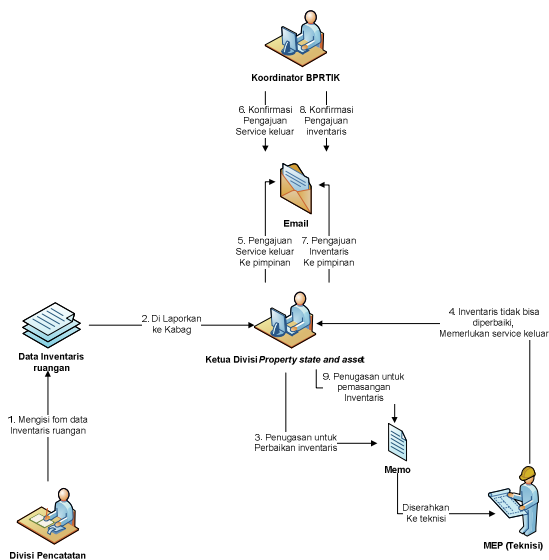 Koordinator BPRTIK
6. Konfirmasi
Pengajuan
Service keluar
8. Konfirmasi
Pengajuan
inventaris
Email
5. Pengajuan
Service keluar
Ke pimpinan
7. Pengajuan
Inventaris
Ke pimpinan
2. Di Laporkan
ke Kabag
4. Inventaris tidak bisa
diperbaiki,
Memerlukan service keluar
Data Inventaris
ruangan
Ketua Divisi Property state and asset
9. Penugasan untuk
pemasangan
Inventaris
1. Mengisi fom data
Inventaris ruangan
3. Penugasan untuk
Perbaikan inventaris
Memo
Diserahkan
Ke teknisi
MEP (Teknisi)
Divisi Pencatatan